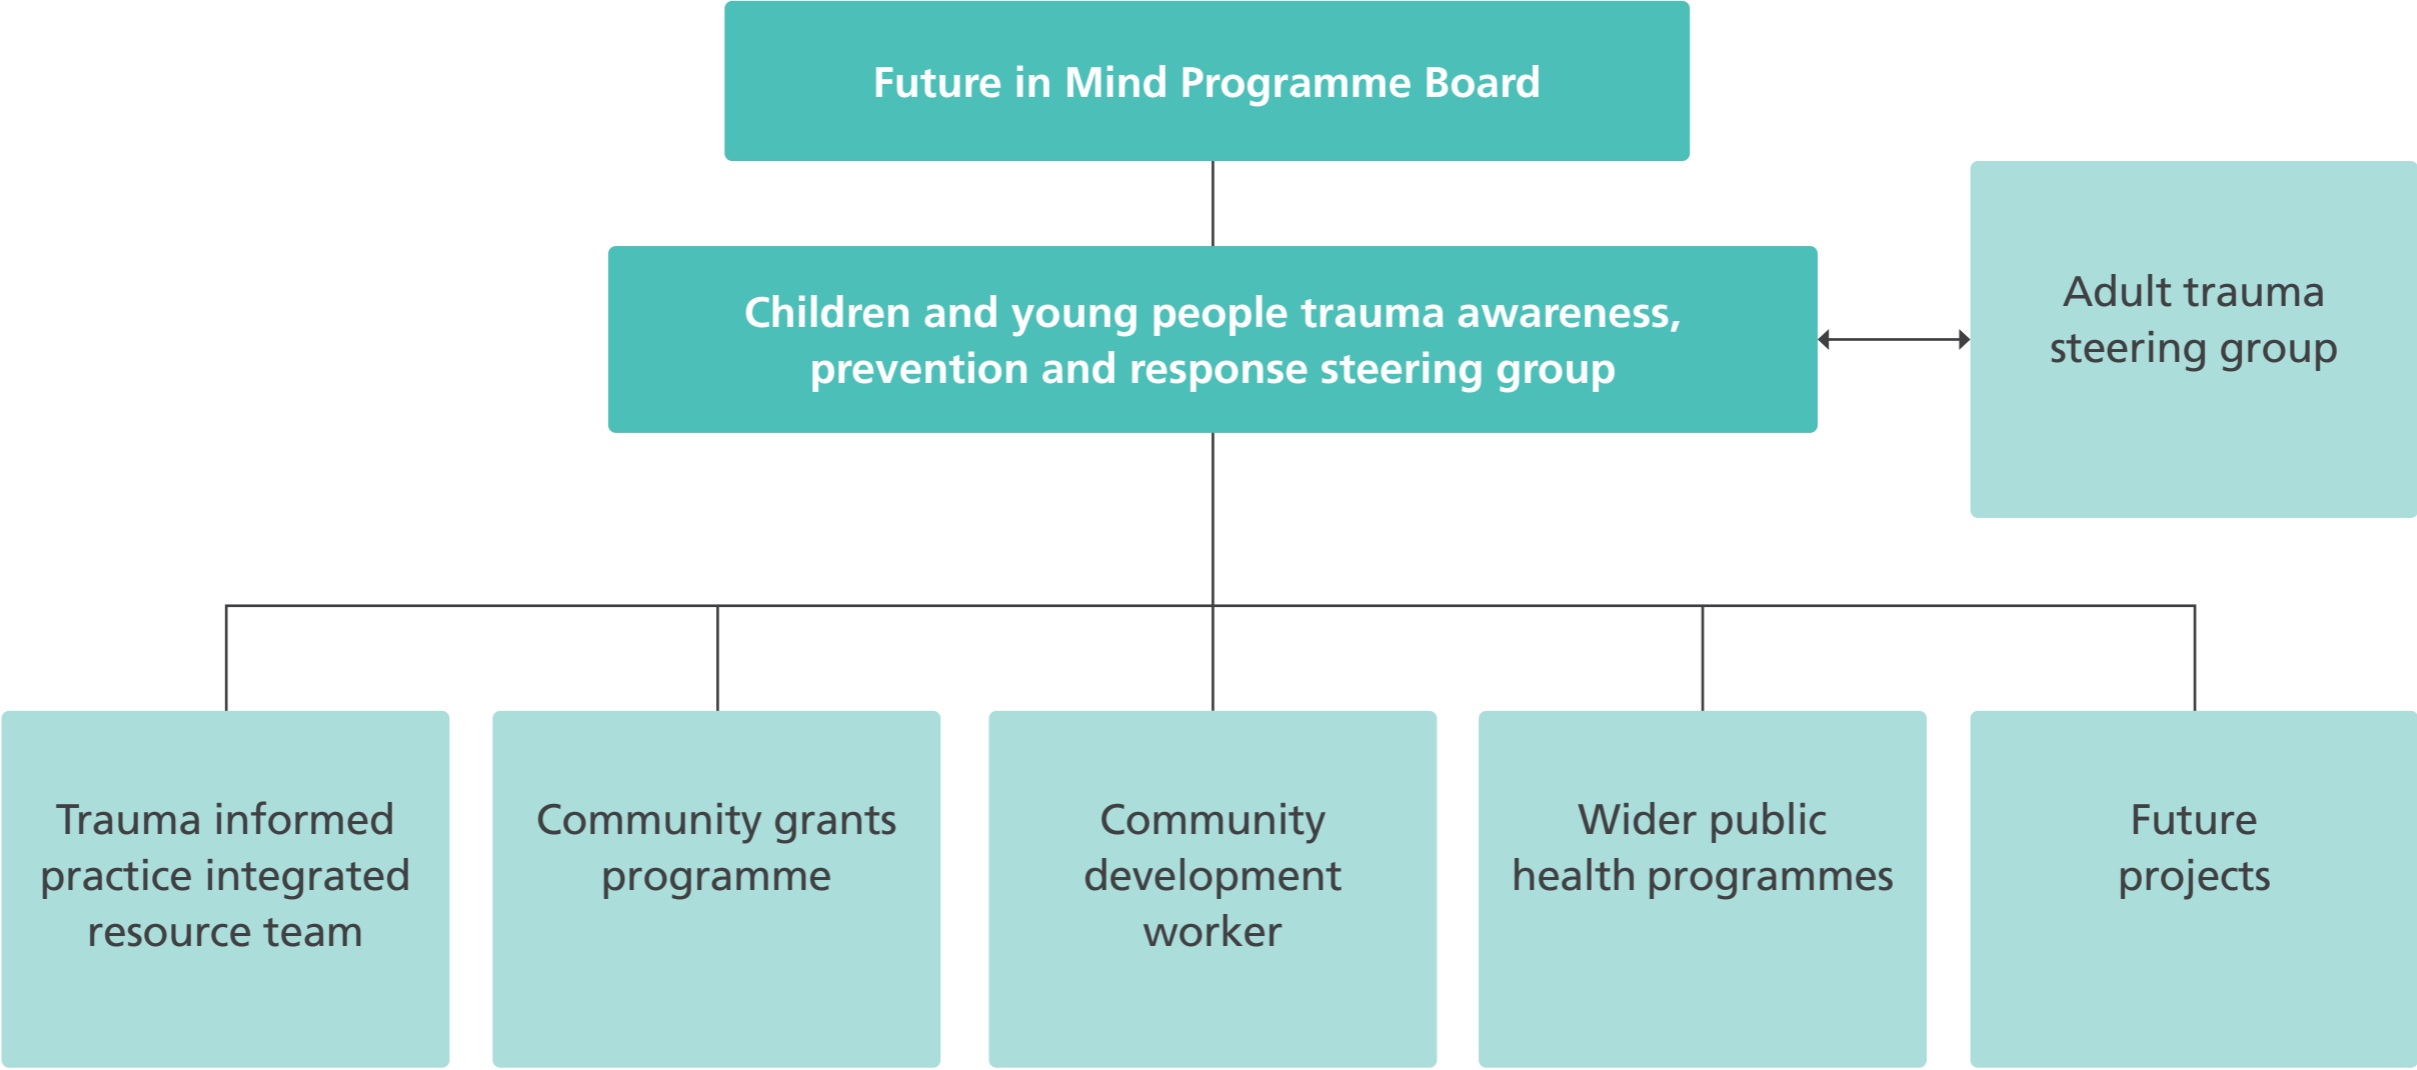 Future in Mind Programme Board
Children and young people trauma awareness,
prevention and response steering group
Adult trauma
steering group
Trauma informed
practice integrated
resource team
Community grants
programme
Community
development
worker
Wider public
health programmes
Future
projects